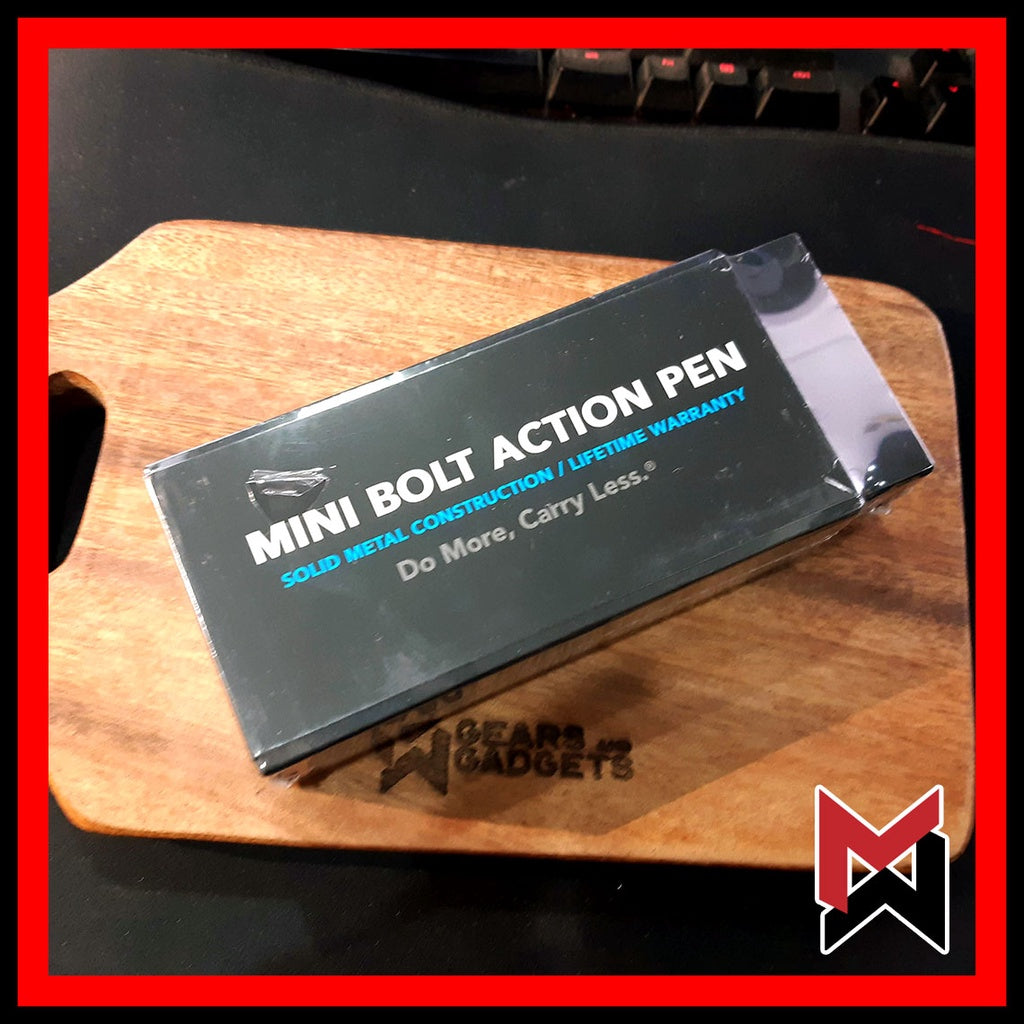 MINI BOLT ACTION PEN
SOLID METAL CONSTRUCTION / LIFETIME WARRANTY
Do More, Carry Less.®
GEARS AND
GADGETS